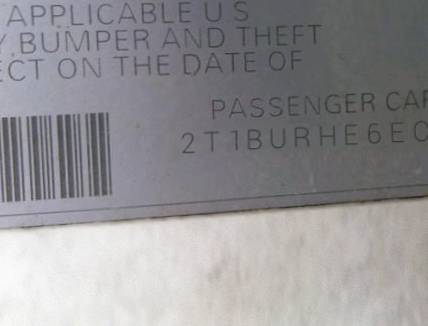 APPLICABLE U S
Y, BUMPER AND THEFT
ECT ON THE DATE OF
PASSENGER CAR
2T1BURHE6EC